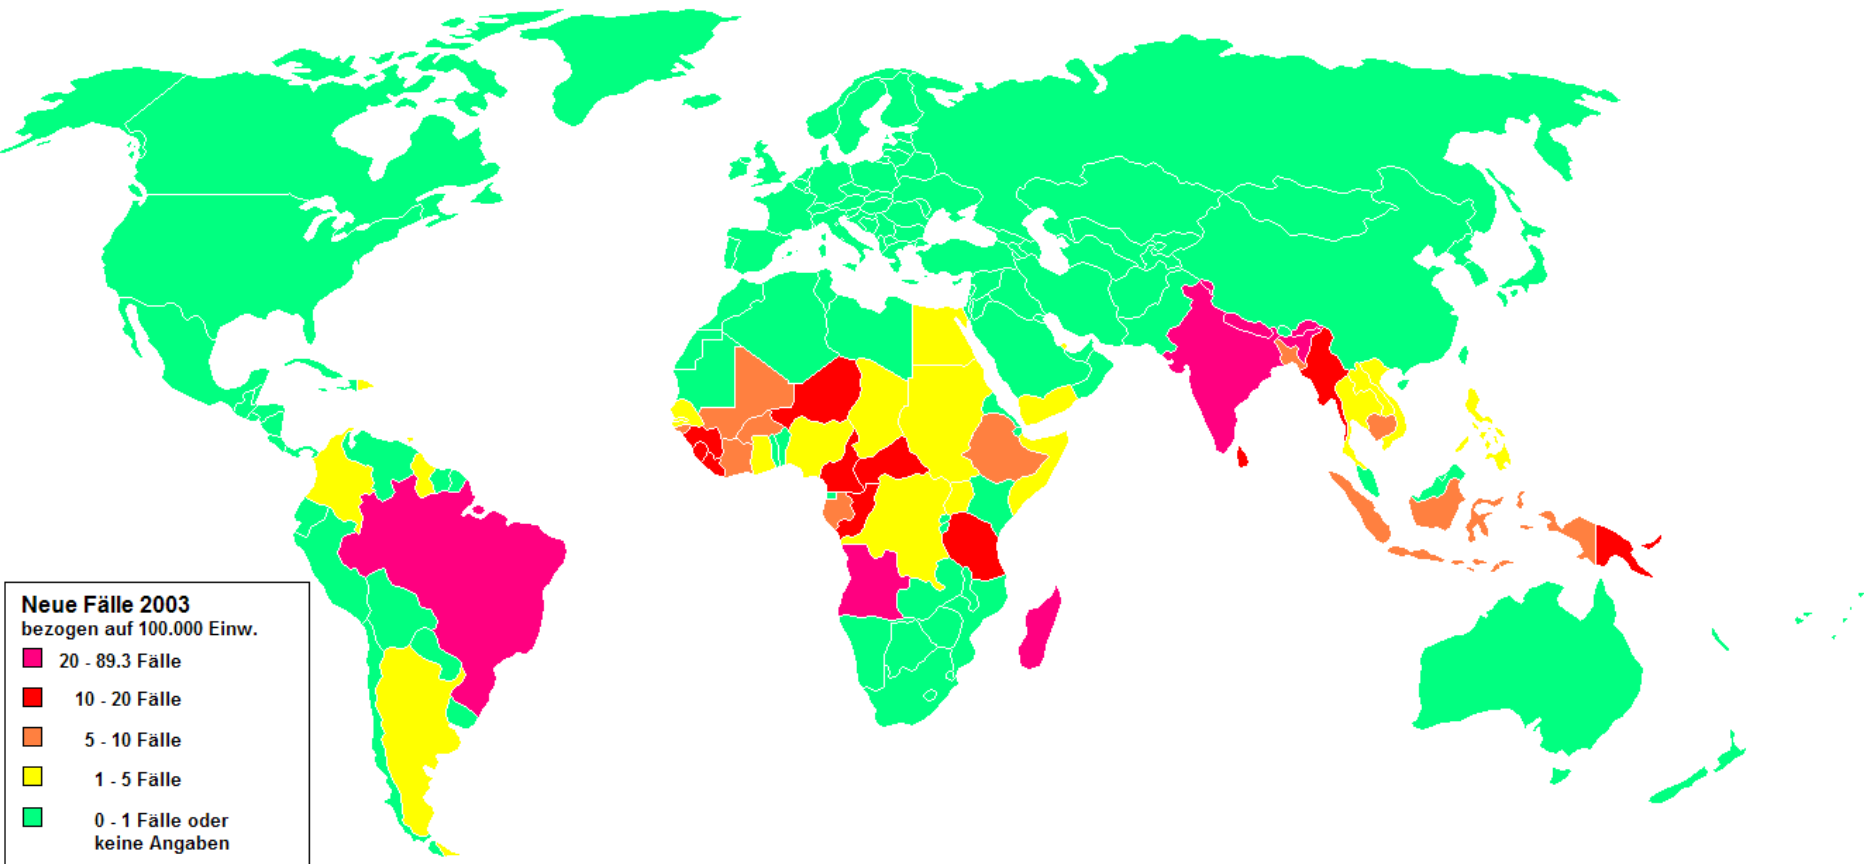 Neue Fälle 2003
bezogen auf 100.000 Einw.
20 - 89.3 Fälle
10 - 20 Fälle
5 - 10 Fälle
1 - 5 Fälle
0 - 1 Fälle oder
keine Angaben